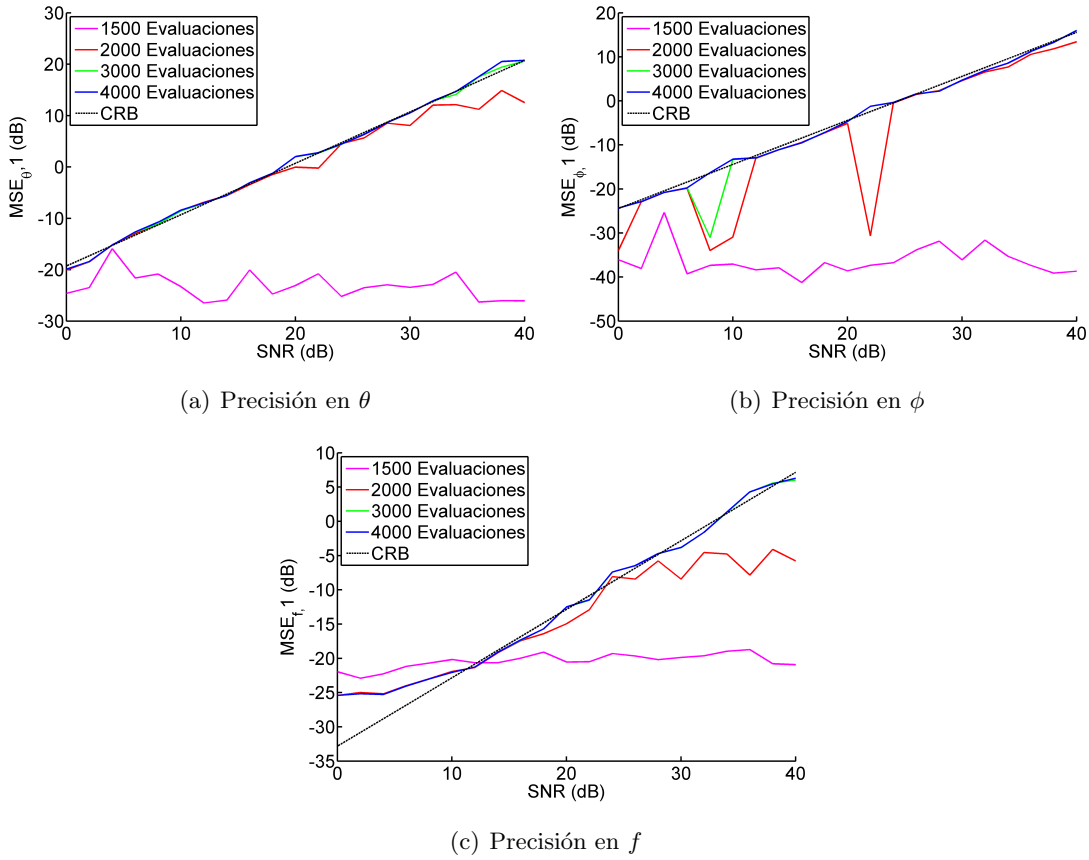 1500 Evaluaciones
2000 Evaluaciones
3000 Evaluaciones
4000 Evaluaciones
CRB
MSE_θ,1 (dB)
30
20
10
0
-10
-20
-30
0 10 20 30 40
SNR (dB)
(a) Precisión en θ
1500 Evaluaciones
2000 Evaluaciones
3000 Evaluaciones
4000 Evaluaciones
CRB
MSE_ϕ,1 (dB)
20
10
0
-10
-20
-30
-40
-50
0 10 20 30 40
SNR (dB)
(b) Precisión en ϕ
1500 Evaluaciones
2000 Evaluaciones
3000 Evaluaciones
4000 Evaluaciones
CRB
MSE_f,1 (dB)
10
5
0
-5
-10
-15
-20
-25
-30
-35
0 10 20 30 40
SNR (dB)
(c) Precisión en f